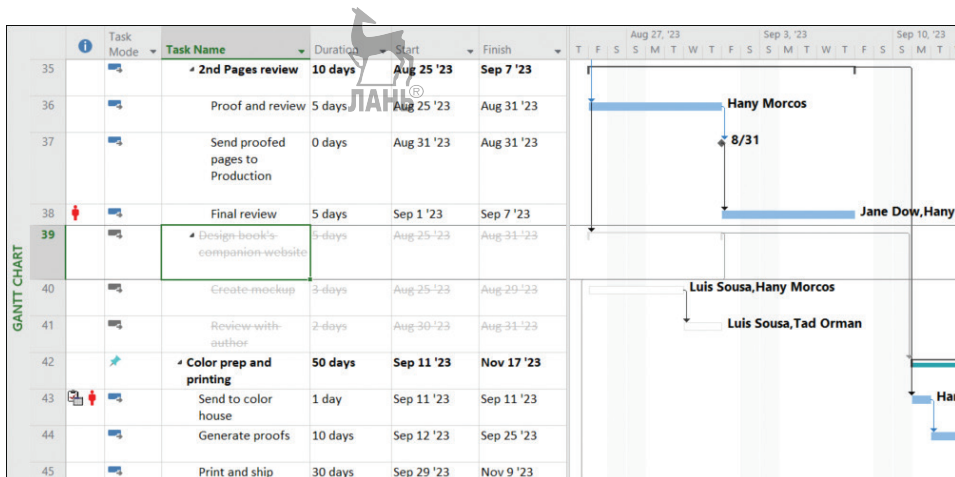 Task Mode Task Name Duration Start Finish
Aug 27, '23 Sep 3, '23 Sep 10, '23
T F S S M T W T F S S M T W T F S S M T
35 2nd Pages review 10 days Aug 25 '23 Sep 7 '23
36 Proof and review 5 days Aug 25 '23 Aug 31 '23
Hany Morcos
ЛАНЬ®
37 Send proofed pages to Production 0 days Aug 31 '23 Aug 31 '23
8/31
38 Final review 5 days Sep 1 '23 Sep 7 '23
Jane Dow,Hany
39 Design book's companion website 5 days Aug 25 '23 Aug 31 '23
40 Create mockup 3 days Aug 25 '23 Aug 29 '23
Luis Sousa,Hany Morcos
41 Review with author 2 days Aug 30 '23 Aug 31 '23
Luis Sousa,Tad Orman
42 Color prep and printing 50 days Sep 11 '23 Nov 17 '23
43 Send to color house 1 day Sep 11 '23 Sep 11 '23
Har
44 Generate proofs 10 days Sep 12 '23 Sep 25 '23
45 Print and ship 30 days Sep 29 '23 Nov 9 '23
GANTT CHART